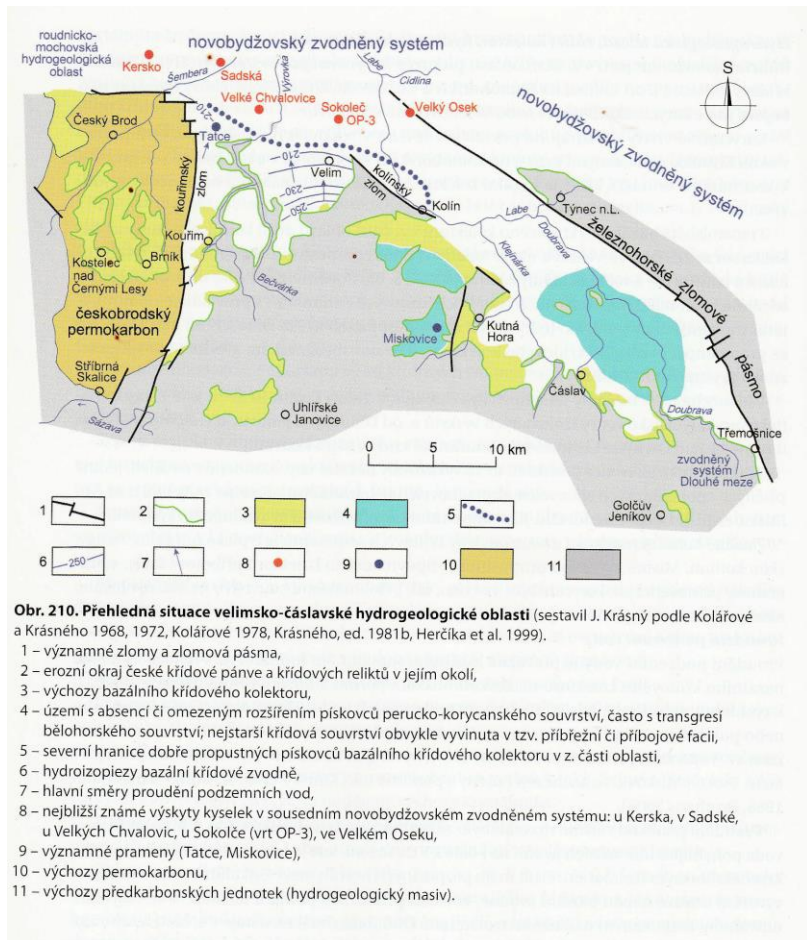 roudnicko-
mochovská
hydrogeologická
oblast
novobydžovský zvodněný systém
Kersko
Šembera
Sadská
Výrovka
Labe
Cidlina
S
Velké Chvalovice
Sokoleč
OP-3
Velký Osek
novobydžovský zvodněný systém
Český Brod
-210
Tatce
210
230
250
Velim
kouřimský
zlom
kolínský
zlom
Kolín
Týnec n.L.
Labe
Doubrava
Klejnárka
železnohorské zlomové
pásmo
Kouřim
Bečvárka
Kostelec
nad
Černými Lesy
Brník
českobrodský
permokarbon
Miskovice
Kutná
Hora
Stříbrná
Skalice
Sázava
Uhlířské
Janovice
Čáslav
Doubrava
Třemošnice
zvodněný
systém
Dlouhé meze
Golčův
Jeníkov
0 5 10 km
1 2 3 4 5
6 250 7 8 9 10 11
Obr. 210. Přehledná situace velimsko-čáslavské hydrogeologické oblasti (sestavil J. Krásný podle Kolářové
a Krásného 1968, 1972, Kolářové 1978, Krásného, ed. 1981b, Herčíka et al. 1999).
1 – významné zlomy a zlomová pásma,
2 – erozní okraj české křídové pánve a křídových reliktů v jejím okolí,
3 – výchozy bazálního křídového kolektoru,
4 – území s absencí či omezeným rozšířením pískovců perucko-korycanského souvrství, často s transgresí
bělohorského souvrství; nejstarší křídová souvrství obvykle vyvinuta v tzv. příbřežní či příbojové facii,
5 – severní hranice dobře propustných pískovců bazálního křídového kolektoru v z. části oblasti,
6 – hydroizopiezy bazální křídové zvodně,
7 – hlavní směry proudění podzemních vod,
8 – nejbližší známé výskyty kyselek v sousedním novobydžovském zvodněném systému: u Kerska, v Sadské,
u Velkých Chvalovic, u Sokolče (vrt OP-3), ve Velkém Oseku,
9 – významné prameny (Tatce, Miskovice),
10 – výchozy permokarbonu,
11 – výchozy předkarbonských jednotek (hydrogeologický masiv).